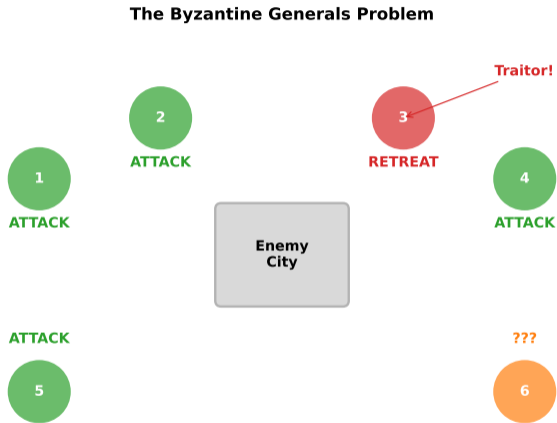 The Byzantine Generals Problem
Traitor!
2
3
ATTACK
RETREAT
1
4
ATTACK
ATTACK
Enemy
City
ATTACK
???
5
6